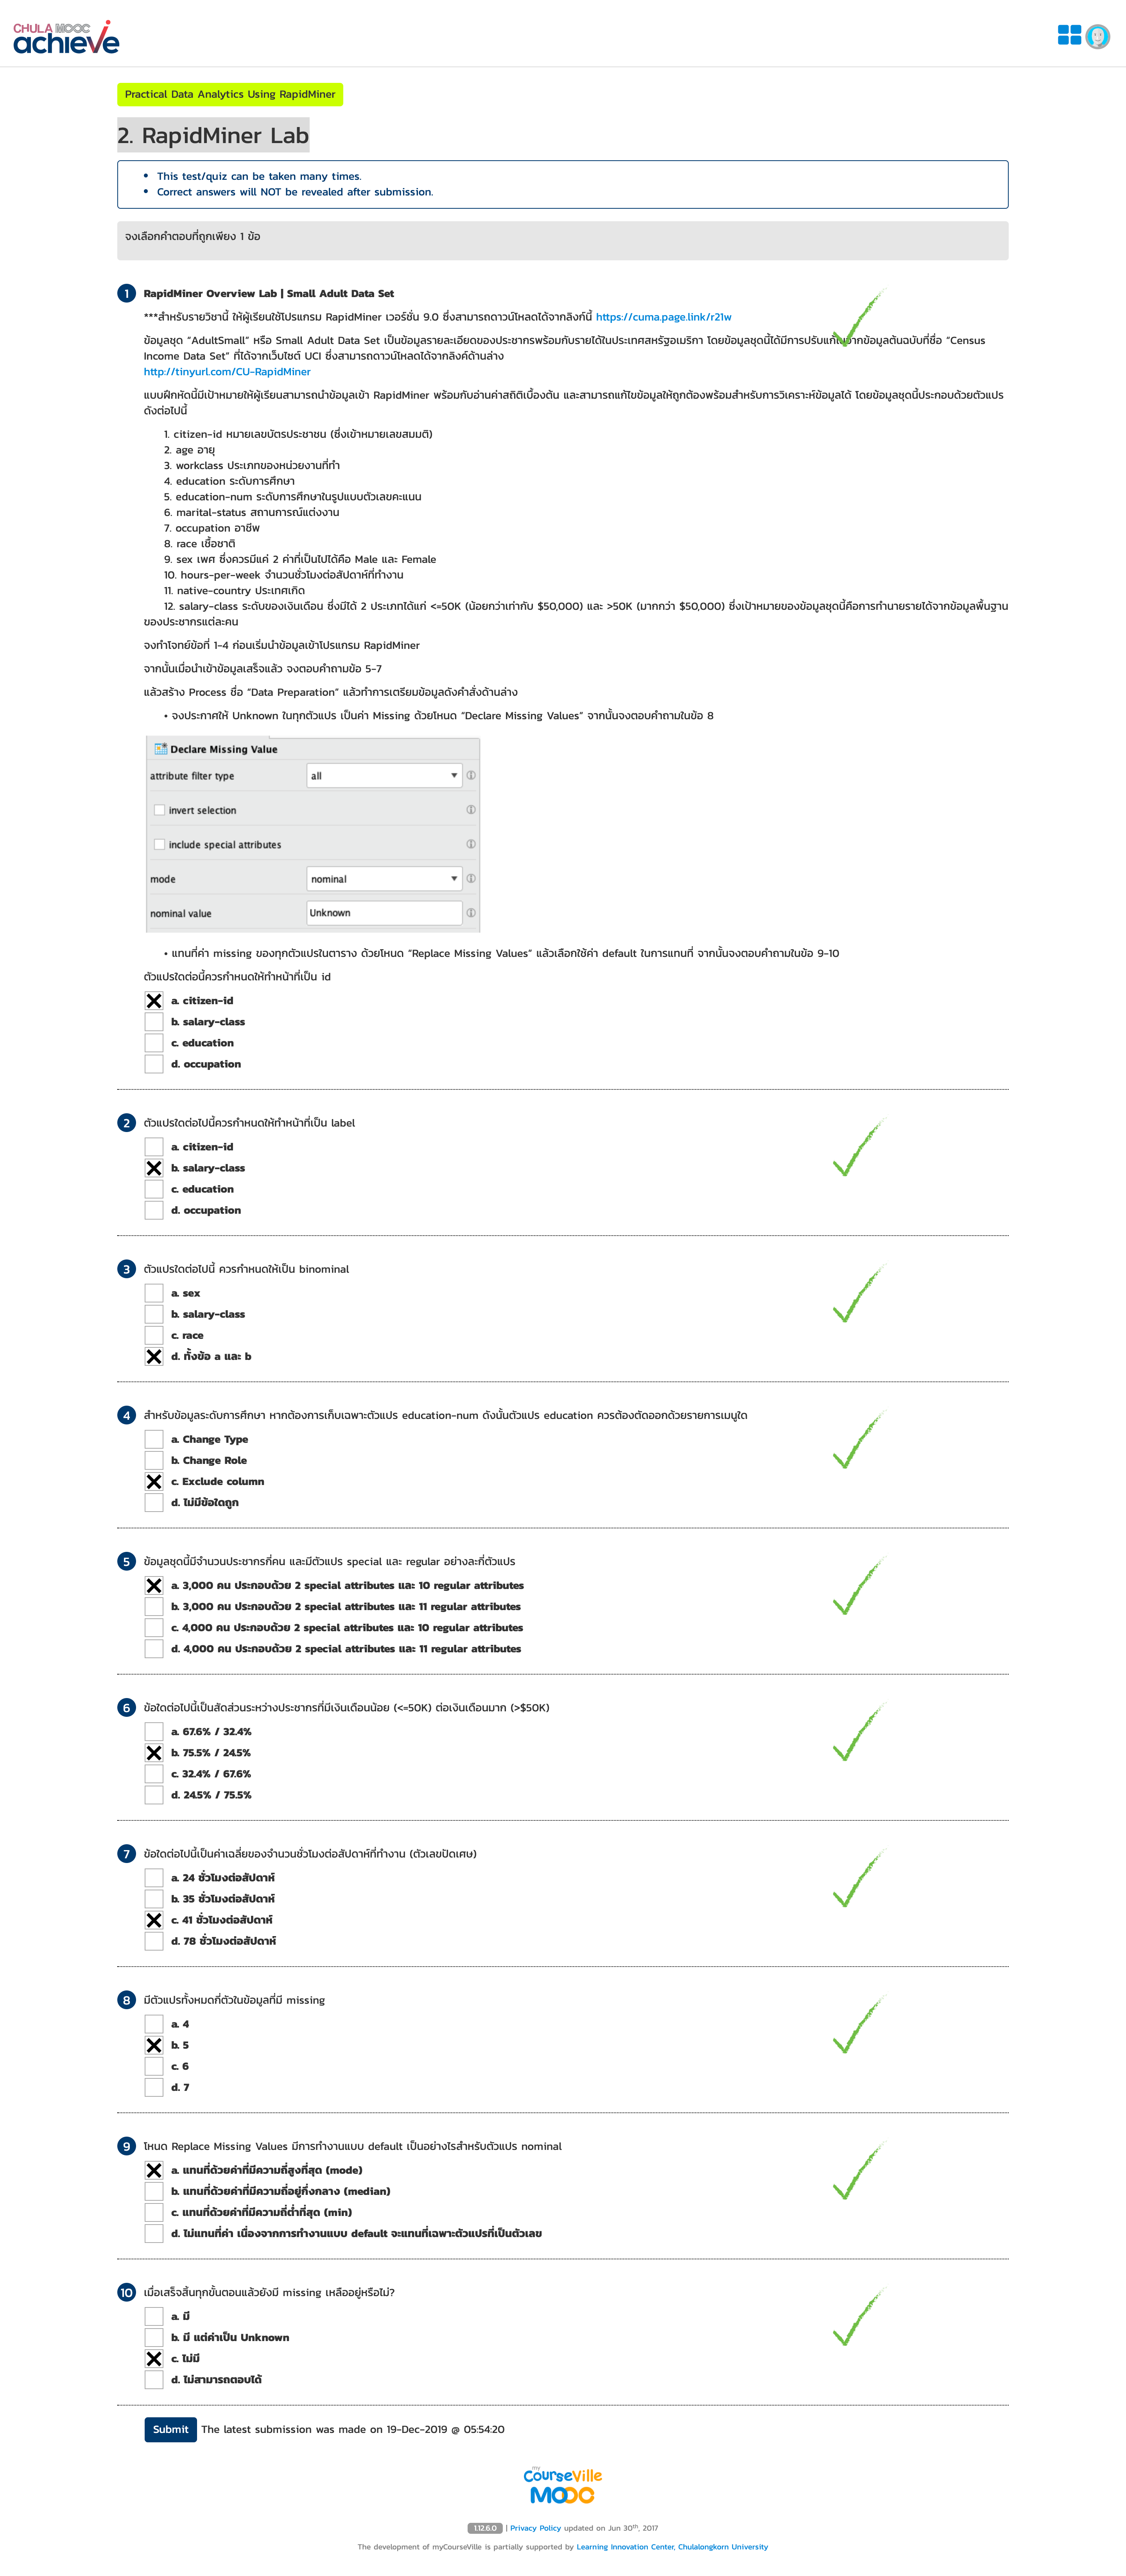 CHULA MOOC
achieve
Practical Data Analytics Using RapidMiner
2. RapidMiner Lab
• This test/quiz can be taken many times.
• Correct answers will NOT be revealed after submission.
จงเลือกคำตอบที่ถูกเพียง 1 ข้อ
1 RapidMiner Overview Lab | Small Adult Data Set
***สำหรับรายวิชานี้ ให้ผู้เรียนใช้โปรแกรม RapidMiner เวอร์ชั่น 9.0 ซึ่งสามารถดาวน์โหลดได้จากลิงก์นี้ https://cuma.page.link/r21w
ข้อมูลชุด “AdultSmall” หรือ Small Adult Data Set เป็นข้อมูลรายละเอียดของประชากรพร้อมกับรายได้ในประเทศสหรัฐอเมริกา โดยข้อมูลชุดนี้ได้มีการปรับแก้จากข้อมูลต้นฉบับที่ชื่อ “Census
Income Data Set” ที่ได้จากเว็บไซต์ UCI ซึ่งสามารถดาวน์โหลดได้จากลิงค์ด้านล่าง
http://tinyurl.com/CU-RapidMiner
แบบฝึกหัดนี้มีเป้าหมายให้ผู้เรียนสามารถนำข้อมูลเข้า RapidMiner พร้อมกับอ่านค่าสถิติเบื้องต้น และสามารถแก้ไขข้อมูลให้ถูกต้องพร้อมสำหรับการวิเคราะห์ข้อมูลได้ โดยข้อมูลชุดนี้ประกอบด้วยตัวแปร
ดังต่อไปนี้
1. citizen-id หมายเลขบัตรประชาชน (ซึ่งเข้าหมายเลขสมมติ)
2. age อายุ
3. workclass ประเภทของหน่วยงานที่ทำ
4. education ระดับการศึกษา
5. education-num ระดับการศึกษาในรูปแบบตัวเลขคะแนน
6. marital-status สถานการณ์แต่งงาน
7. occupation อาชีพ
8. race เชื้อชาติ
9. sex เพศ ซึ่งควรมีแค่ 2 ค่าที่เป็นไปได้คือ Male และ Female
10. hours-per-week จำนวนชั่วโมงต่อสัปดาห์ที่ทำงาน
11. native-country ประเทศเกิด
12. salary-class ระดับของเงินเดือน ซึ่งมีได้ 2 ประเภทได้แก่ <=50K (น้อยกว่าเท่ากับ $50,000) และ >50K (มากกว่า $50,000) ซึ่งเป้าหมายของข้อมูลชุดนี้คือการทำนายรายได้จากข้อมูลพื้นฐาน
ของประชากรแต่ละคน
จงทำโจทย์ข้อที่ 1-4 ก่อนเริ่มนำข้อมูลเข้าโปรแกรม RapidMiner
จากนั้นเมื่อนำเข้าข้อมูลเสร็จแล้ว จงตอบคำถามข้อ 5-7
แล้วสร้าง Process ชื่อ “Data Preparation” แล้วทำการเตรียมข้อมูลดังคำสั่งด้านล่าง
• จงประกาศให้ Unknown ในทุกตัวแปร เป็นค่า Missing ด้วยโหนด “Declare Missing Values” จากนั้นจงตอบคำถามในข้อ 8
Declare Missing Value
attribute filter type all
invert selection
include special attributes
mode nominal
nominal value Unknown
• แทนที่ค่า missing ของทุกตัวแปรในตาราง ด้วยโหนด “Replace Missing Values” แล้วเลือกใช้ค่า default ในการแทนที่ จากนั้นจงตอบคำถามในข้อ 9-10
ตัวแปรใดต่อนี้ควรกำหนดให้ทำหน้าที่เป็น id
a. citizen-id
b. salary-class
c. education
d. occupation
2 ตัวแปรใดต่อไปนี้ควรกำหนดให้ทำหน้าที่เป็น label
a. citizen-id
b. salary-class
c. education
d. occupation
3 ตัวแปรใดต่อไปนี้ ควรกำหนดให้เป็น binominal
a. sex
b. salary-class
c. race
d. ทั้งข้อ a และ b
4 สำหรับข้อมูลระดับการศึกษา หากต้องการเก็บเฉพาะตัวแปร education-num ดังนั้นตัวแปร education ควรต้องตัดออกด้วยรายการเมนูใด
a. Change Type
b. Change Role
c. Exclude column
d. ไม่มีข้อใดถูก
5 ข้อมูลชุดนี้มีจำนวนประชากรกี่คน และมีตัวแปร special และ regular อย่างละกี่ตัวแปร
a. 3,000 คน ประกอบด้วย 2 special attributes และ 10 regular attributes
b. 3,000 คน ประกอบด้วย 2 special attributes และ 11 regular attributes
c. 4,000 คน ประกอบด้วย 2 special attributes และ 10 regular attributes
d. 4,000 คน ประกอบด้วย 2 special attributes และ 11 regular attributes
6 ข้อใดต่อไปนี้เป็นสัดส่วนระหว่างประชากรที่มีเงินเดือนน้อย (<=50K) ต่อเงินเดือนมาก (>$50K)
a. 67.6% / 32.4%
b. 75.5% / 24.5%
c. 32.4% / 67.6%
d. 24.5% / 75.5%
7 ข้อใดต่อไปนี้เป็นค่าเฉลี่ยของจำนวนชั่วโมงต่อสัปดาห์ที่ทำงาน (ตัวเลขปัดเศษ)
a. 24 ชั่วโมงต่อสัปดาห์
b. 35 ชั่วโมงต่อสัปดาห์
c. 41 ชั่วโมงต่อสัปดาห์
d. 78 ชั่วโมงต่อสัปดาห์
8 มีตัวแปรทั้งหมดกี่ตัวในข้อมูลที่มี missing
a. 4
b. 5
c. 6
d. 7
9 โหนด Replace Missing Values มีการทำงานแบบ default เป็นอย่างไรสำหรับตัวแปร nominal
a. แทนที่ด้วยค่าที่มีความถี่สูงที่สุด (mode)
b. แทนที่ด้วยค่าที่มีความถี่อยู่กึ่งกลาง (median)
c. แทนที่ด้วยค่าที่มีความถี่ต่ำที่สุด (min)
d. ไม่แทนที่ค่า เนื่องจากการทำงานแบบ default จะแทนที่เฉพาะตัวแปรที่เป็นตัวเลข
10 เมื่อเสร็จสิ้นทุกขั้นตอนแล้วยังมี missing เหลืออยู่หรือไม่?
a. มี
b. มี แต่ค่าเป็น Unknown
c. ไม่มี
d. ไม่สามารถตอบได้
Submit The latest submission was made on 19-Dec-2019 @ 05:54:20
my
CourseVille
MOOC
1.12.6.0 | Privacy Policy updated on Jun 30th, 2017
The development of myCourseVille is partially supported by Learning Innovation Center, Chulalongkorn University